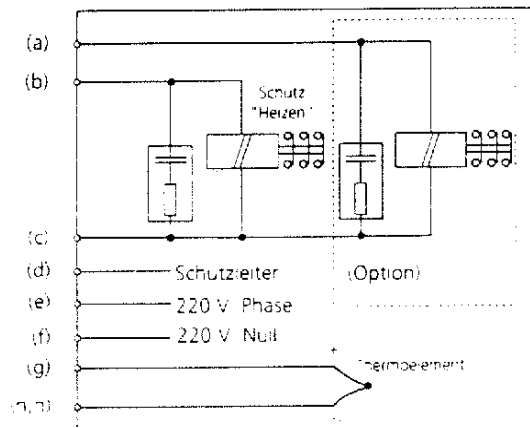 (a)
(b)
Schutz
"Heizen"
(c)
(d) Schutzleiter
(Option)
(e) 220 V Phase
(f) 220 V Null
(g)
+
Thermoelement
-